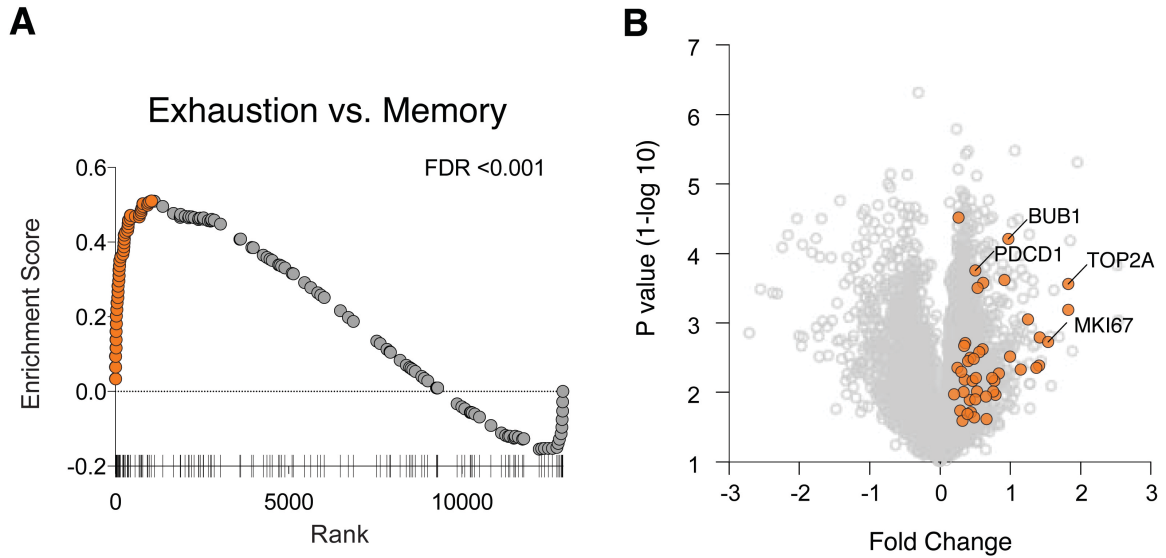 A
Exhaustion vs. Memory
FDR <0.001
Enrichment Score
0.6
0.4
0.2
0.0
-0.2
0
5000
10000
Rank
B
P value (1-log 10)
7
6
5
4
3
2
1
BUB1
PDCD1
TOP2A
MKI67
-3
-2
-1
0
1
2
3
Fold Change